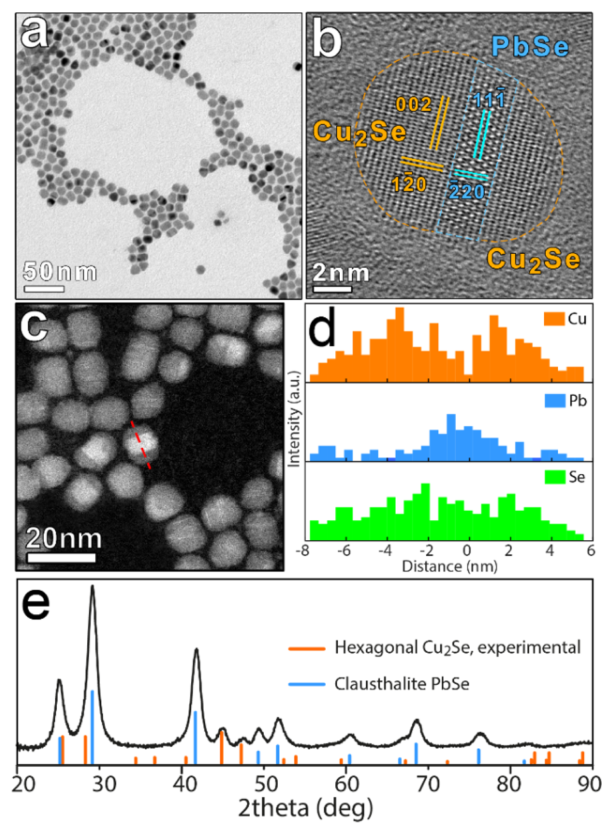 a
50nm
b
PbSe
002
111̄
Cu2Se
12̄0
2̄20
Cu2Se
2nm
c
20nm
d
Cu
Pb
Se
Intensity (a.u.)
-8 -6 -4 -2 0 2 4 6
Distance (nm)
e
Hexagonal Cu2Se, experimental
Clausthalite PbSe
20 30 40 50 60 70 80 90
2theta (deg)